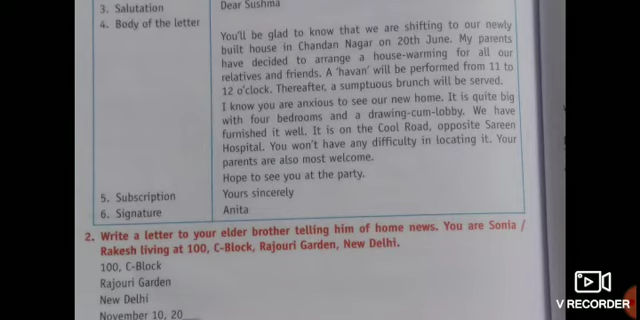 3. Salutation
Dear Sushma
4. Body of the letter
You'll be glad to know that we are shifting to our newly
built house in Chandan Nagar on 20th June. My parents
have decided to arrange a house-warming for all our
relatives and friends. A 'havan' will be performed from 11 to
12 o'clock. Thereafter, a sumptuous brunch will be served.
I know you are anxious to see our new home. It is quite big
with four bedrooms and a drawing-cum-lobby. We have
furnished it well. It is on the Cool Road, opposite Sareen
Hospital. You won't have any difficulty in locating it. Your
parents are also most welcome.
Hope to see you at the party.
5. Subscription
Yours sincerely
6. Signature
Anita
2. Write a letter to your elder brother telling him of home news. You are Sonia /
Rakesh living at 100, C-Block, Rajouri Garden, New Delhi.
100, C-Block
Rajouri Garden
New Delhi
November 10, 20___
V RECORDER